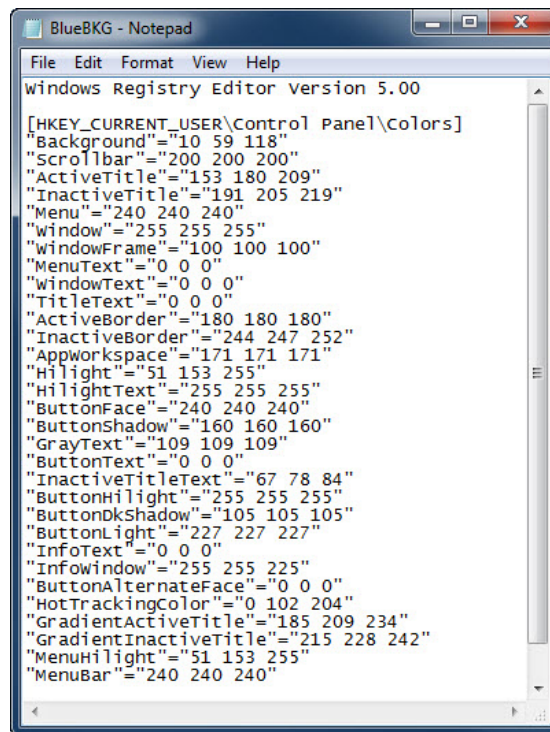 BlueBKG - Notepad
File Edit Format View Help
Windows Registry Editor Version 5.00
[HKEY_CURRENT_USER\Control Panel\Colors]
"Background"="10 59 118"
"Scrollbar"="200 200 200"
"ActiveTitle"="153 180 209"
"InactiveTitle"="191 205 219"
"Menu"="240 240 240"
"Window"="255 255 255"
"WindowFrame"="100 100 100"
"MenuText"="0 0 0"
"WindowText"="0 0 0"
"TitleText"="0 0 0"
"ActiveBorder"="180 180 180"
"InactiveBorder"="244 247 252"
"AppWorkspace"="171 171 171"
"Hilight"="51 153 255"
"HilightText"="255 255 255"
"ButtonFace"="240 240 240"
"ButtonShadow"="160 160 160"
"GrayText"="109 109 109"
"ButtonText"="0 0 0"
"InactiveTitleText"="67 78 84"
"ButtonHilight"="255 255 255"
"ButtonDkShadow"="105 105 105"
"ButtonLight"="227 227 227"
"InfoText"="0 0 0"
"InfoWindow"="255 255 225"
"ButtonAlternateFace"="0 0 0"
"HotTrackingColor"="0 102 204"
"GradientActiveTitle"="185 209 234"
"GradientInactiveTitle"="215 228 242"
"MenuHilight"="51 153 255"
"MenuBar"="240 240 240"